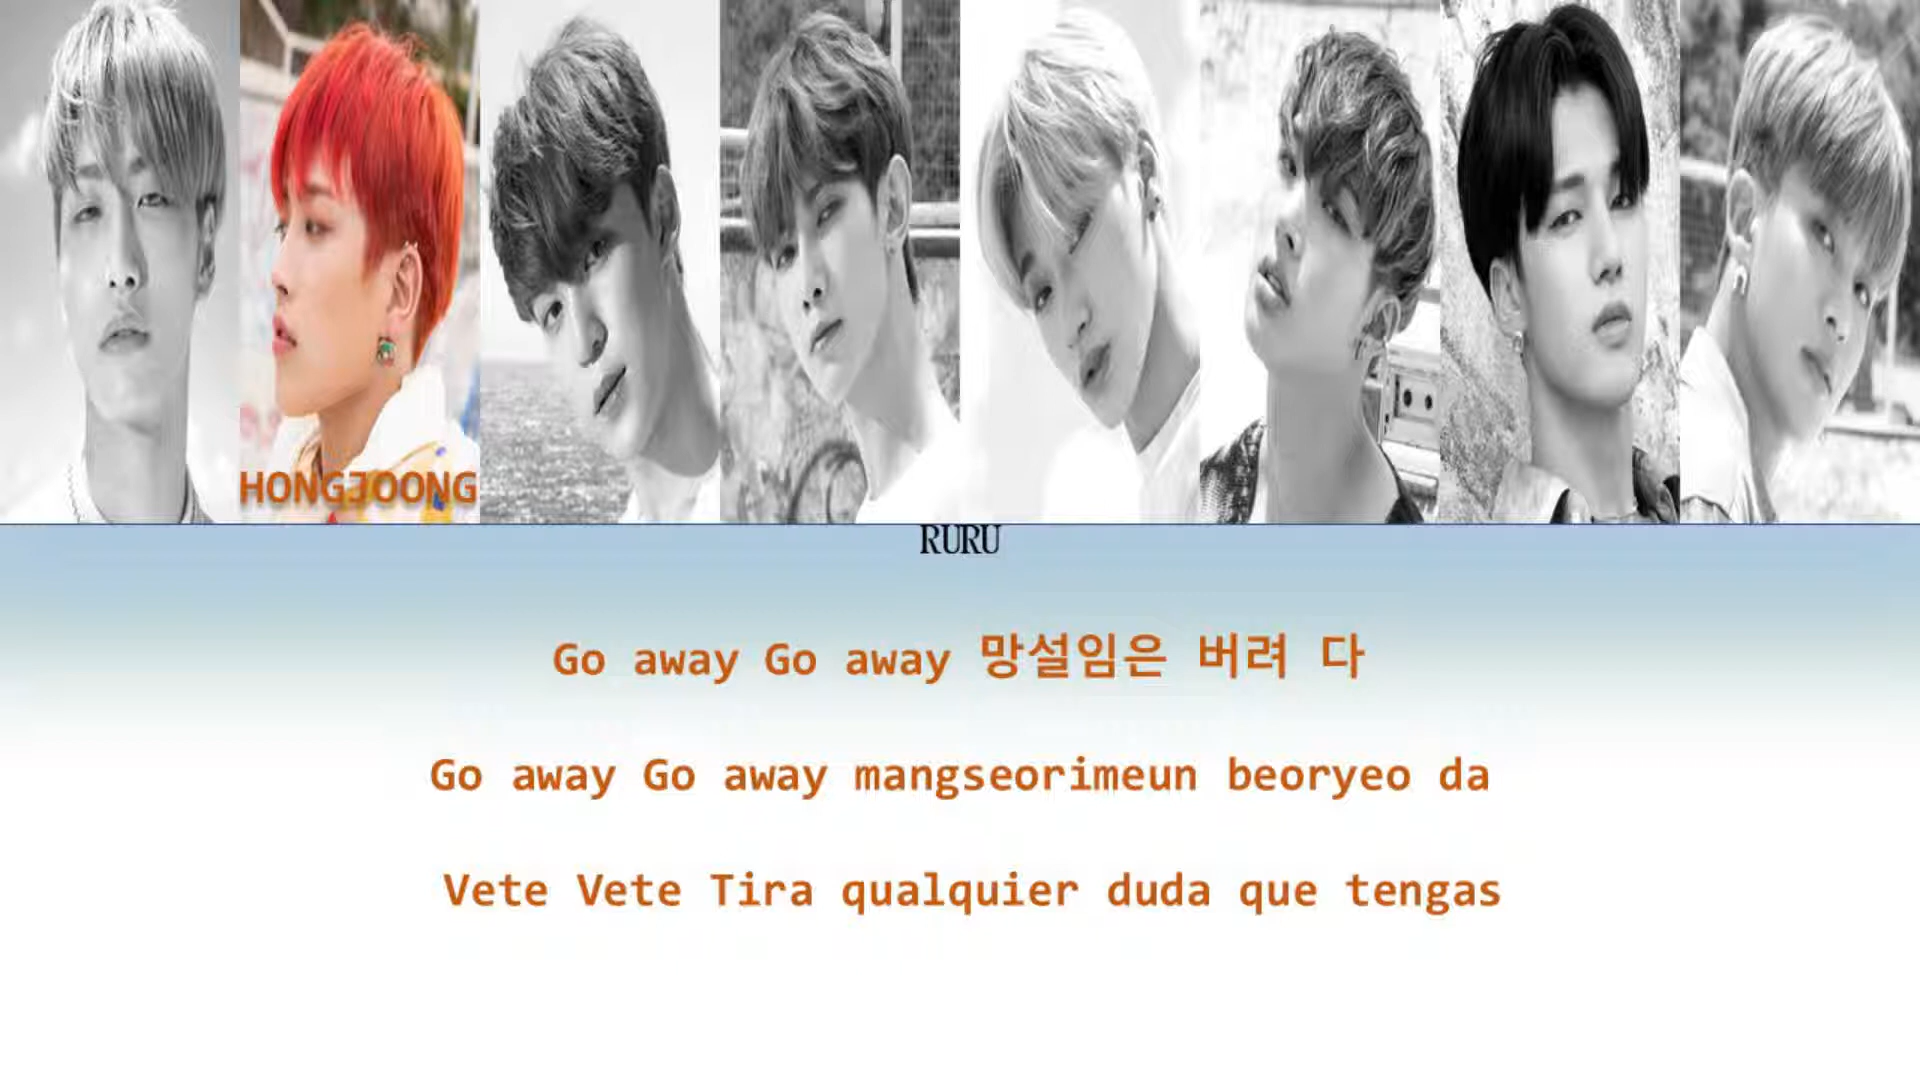 HONGJOONG
RURU
Go away Go away 망설임은 버려 다
Go away Go away mangseorimeun beoryeo da
Vete Vete Tira qualquier duda que tengas